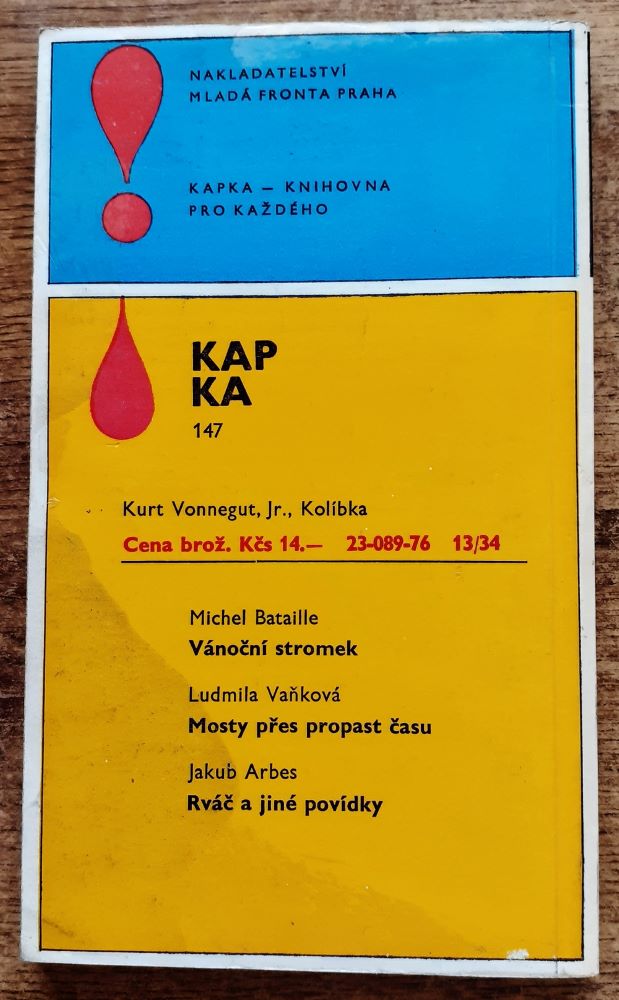 NAKLADATELSTVÍ
MLADÁ FRONTA PRAHA
KAPKA — KNIHOVNA
PRO KAŽDÉHO
KAP
KA
147
Kurt Vonnegut, Jr., Kolíbka
Cena brož. Kčs 14.— 23-089-76 13/34
Michel Bataille
Vánoční stromek
Ludmila Vaňková
Mosty přes propast času
Jakub Arbes
Rváč a jiné povídky